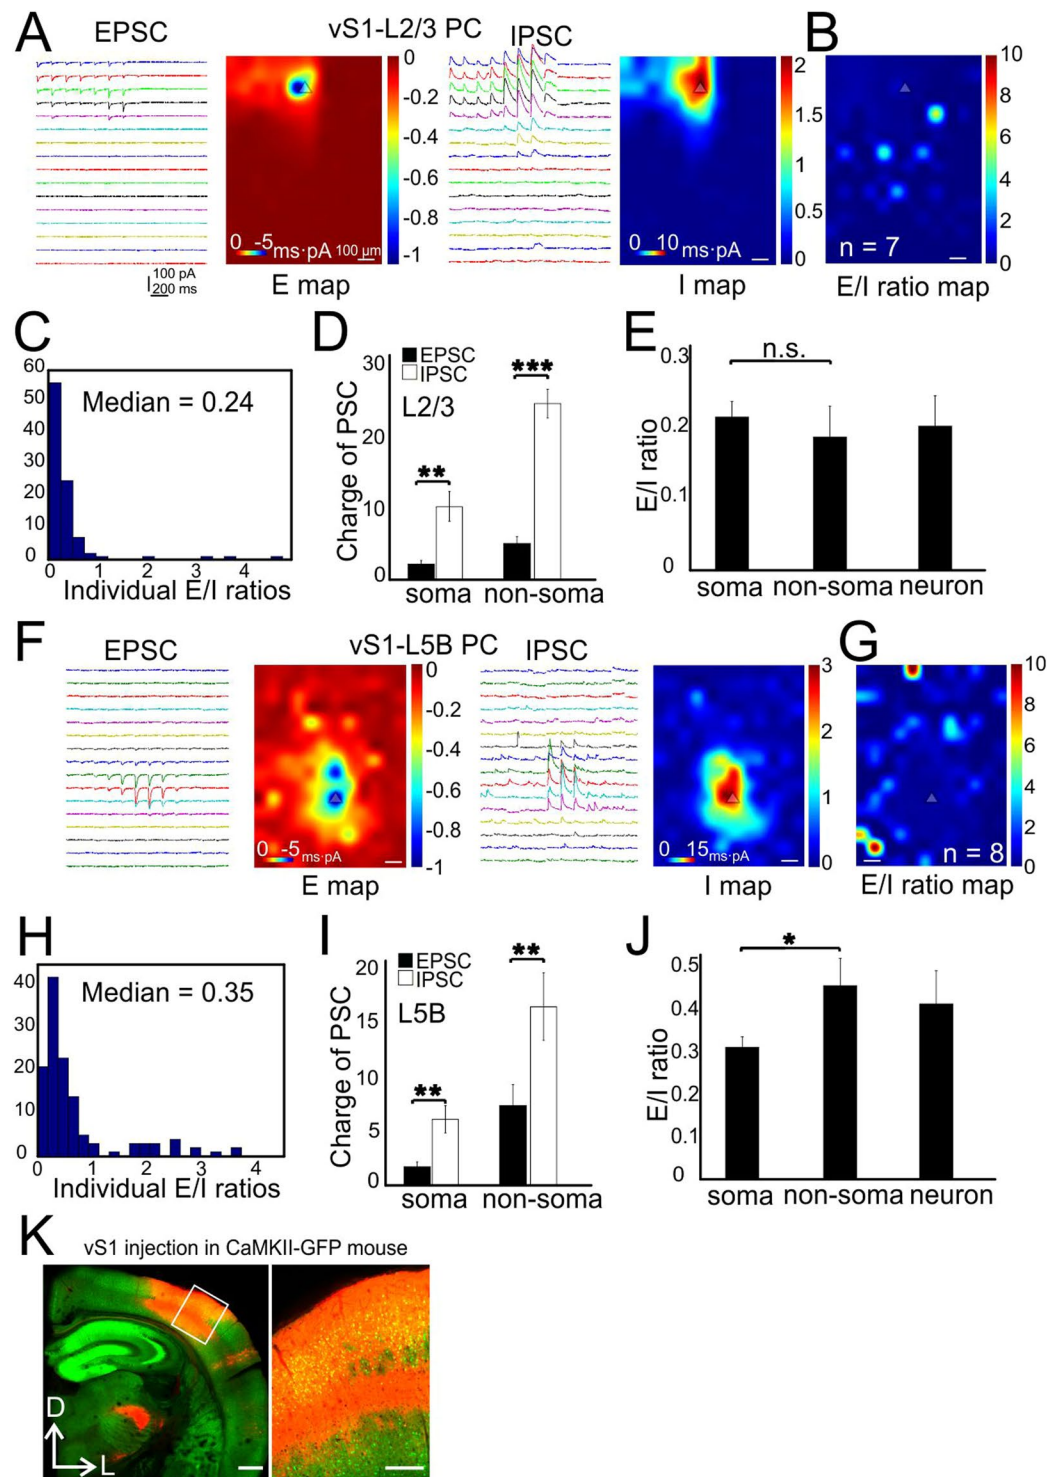 A
EPSC
vS1-L2/3 PC
IPSC
B
0
-0.2
-0.4
-0.6
-0.8
-1
2
1.5
1
0.5
0
10
8
6
4
2
0
0 -5 ms·pA 100 µm
0 10 ms·pA
n = 7
100 pA
200 ms
E map
I map
E/I ratio map
C
60
50
40
30
20
10
0
Median = 0.24
0 1 2 3 4
Individual E/I ratios
D
30
20
10
0
Charge of PSC
EPSC
IPSC
L2/3
**
***
soma non-soma
E
0.3
0.2
0.1
0
E/I ratio
n.s.
soma non-soma neuron
F
EPSC
vS1-L5B PC
IPSC
G
0
-0.2
-0.4
-0.6
-0.8
-1
3
2
1
0
10
8
6
4
2
0
0 -5 ms·pA
0 15 ms·pA
n = 8
E map
I map
E/I ratio map
H
40
30
20
10
0
Median = 0.35
0 1 2 3 4
Individual E/I ratios
I
20
15
10
5
0
Charge of PSC
EPSC
IPSC
L5B
**
**
soma non-soma
J
0.5
0.4
0.3
0.2
0.1
0
E/I ratio
*
soma non-soma neuron
K
vS1 injection in CaMKII-GFP mouse
D
L